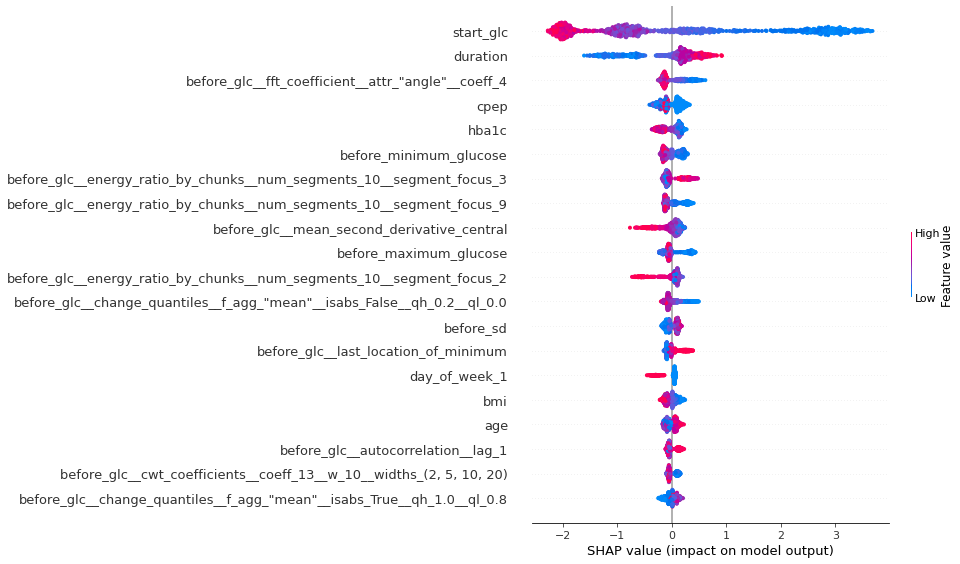 start_glc
duration
before_glc__fft_coefficient__attr_"angle"__coeff_4
cpep
hba1c
before_minimum_glucose
before_glc__energy_ratio_by_chunks__num_segments_10__segment_focus_3
before_glc__energy_ratio_by_chunks__num_segments_10__segment_focus_9
before_glc__mean_second_derivative_central
before_maximum_glucose
before_glc__energy_ratio_by_chunks__num_segments_10__segment_focus_2
before_glc__change_quantiles__f_agg_"mean"__isabs_False__qh_0.2__ql_0.0
before_sd
before_glc__last_location_of_minimum
day_of_week_1
bmi
age
before_glc__autocorrelation__lag_1
before_glc__cwt_coefficients__coeff_13__w_10__widths_(2, 5, 10, 20)
before_glc__change_quantiles__f_agg_"mean"__isabs_True__qh_1.0__ql_0.8
−2 −1 0 1 2 3
SHAP value (impact on model output)
High
Low
Feature value